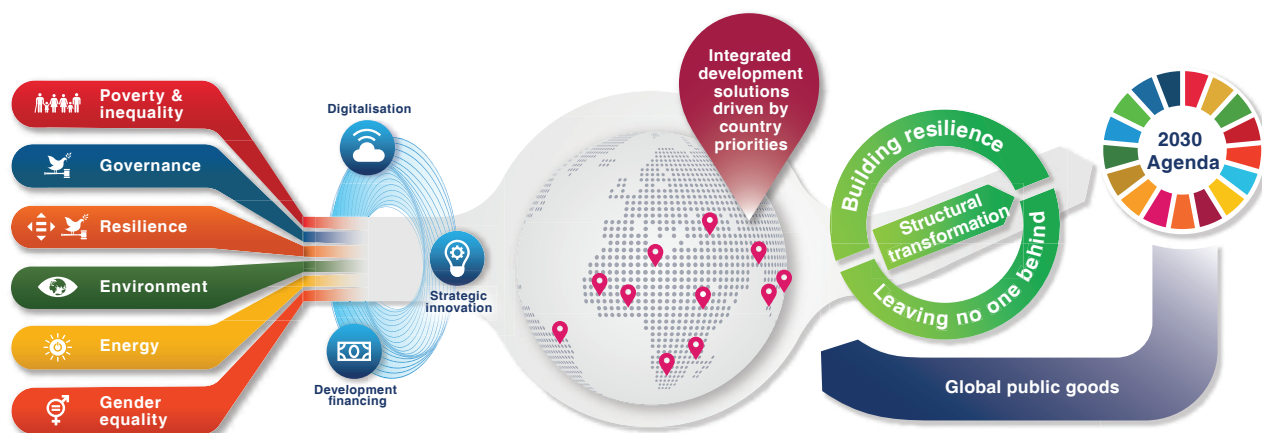 Poverty &
inequality
Governance
Resilience
Environment
Energy
Gender
equality
Digitalisation
Strategic
innovation
Development
financing
Integrated
development
solutions
driven by
country
priorities
Building resilience
Structural
transformation
Leaving no one behind
2030
Agenda
Global public goods